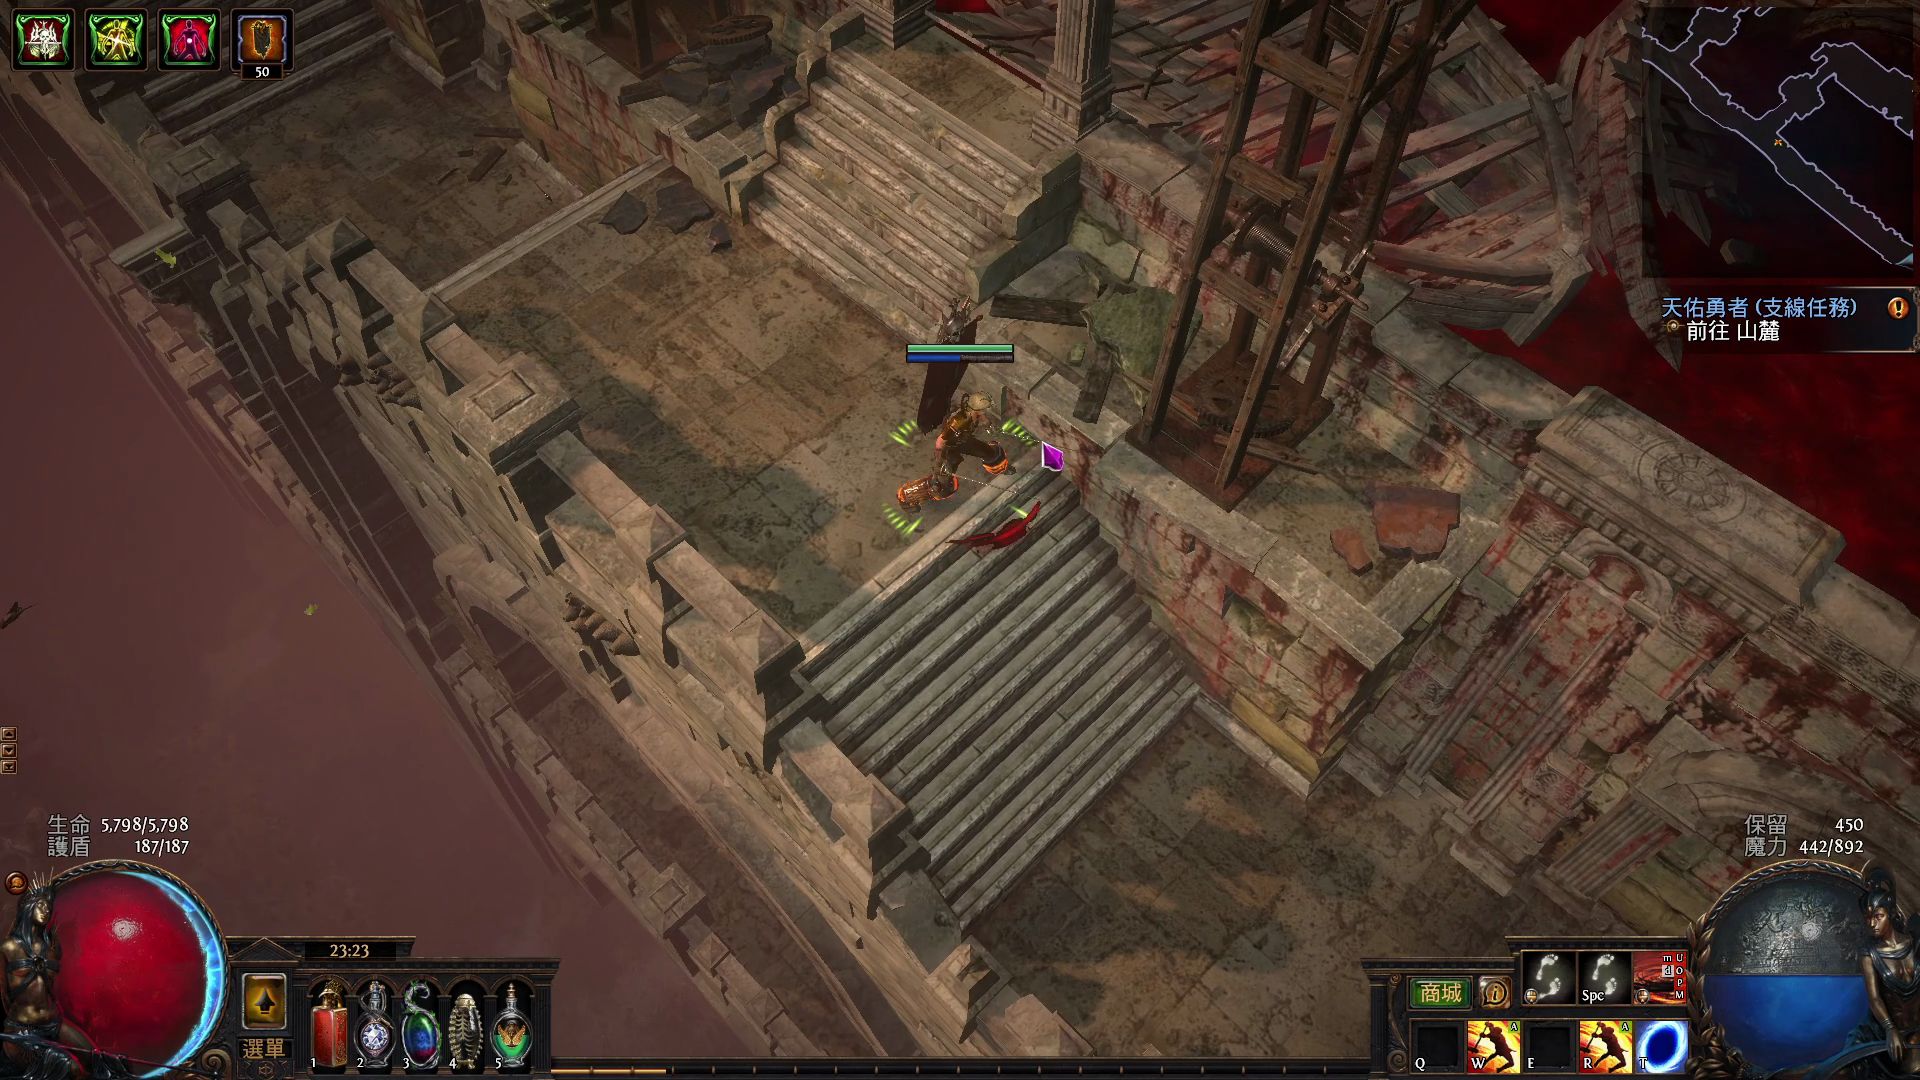 50
天佑勇者 (支線任務)
前往 山麓
生命 5,798/5,798
護盾 187/187
保留 450
魔力 442/892
23:23
選單
1 2 3 4 5
商城
Spc
m U
d O
P
M
Q W A E R A T